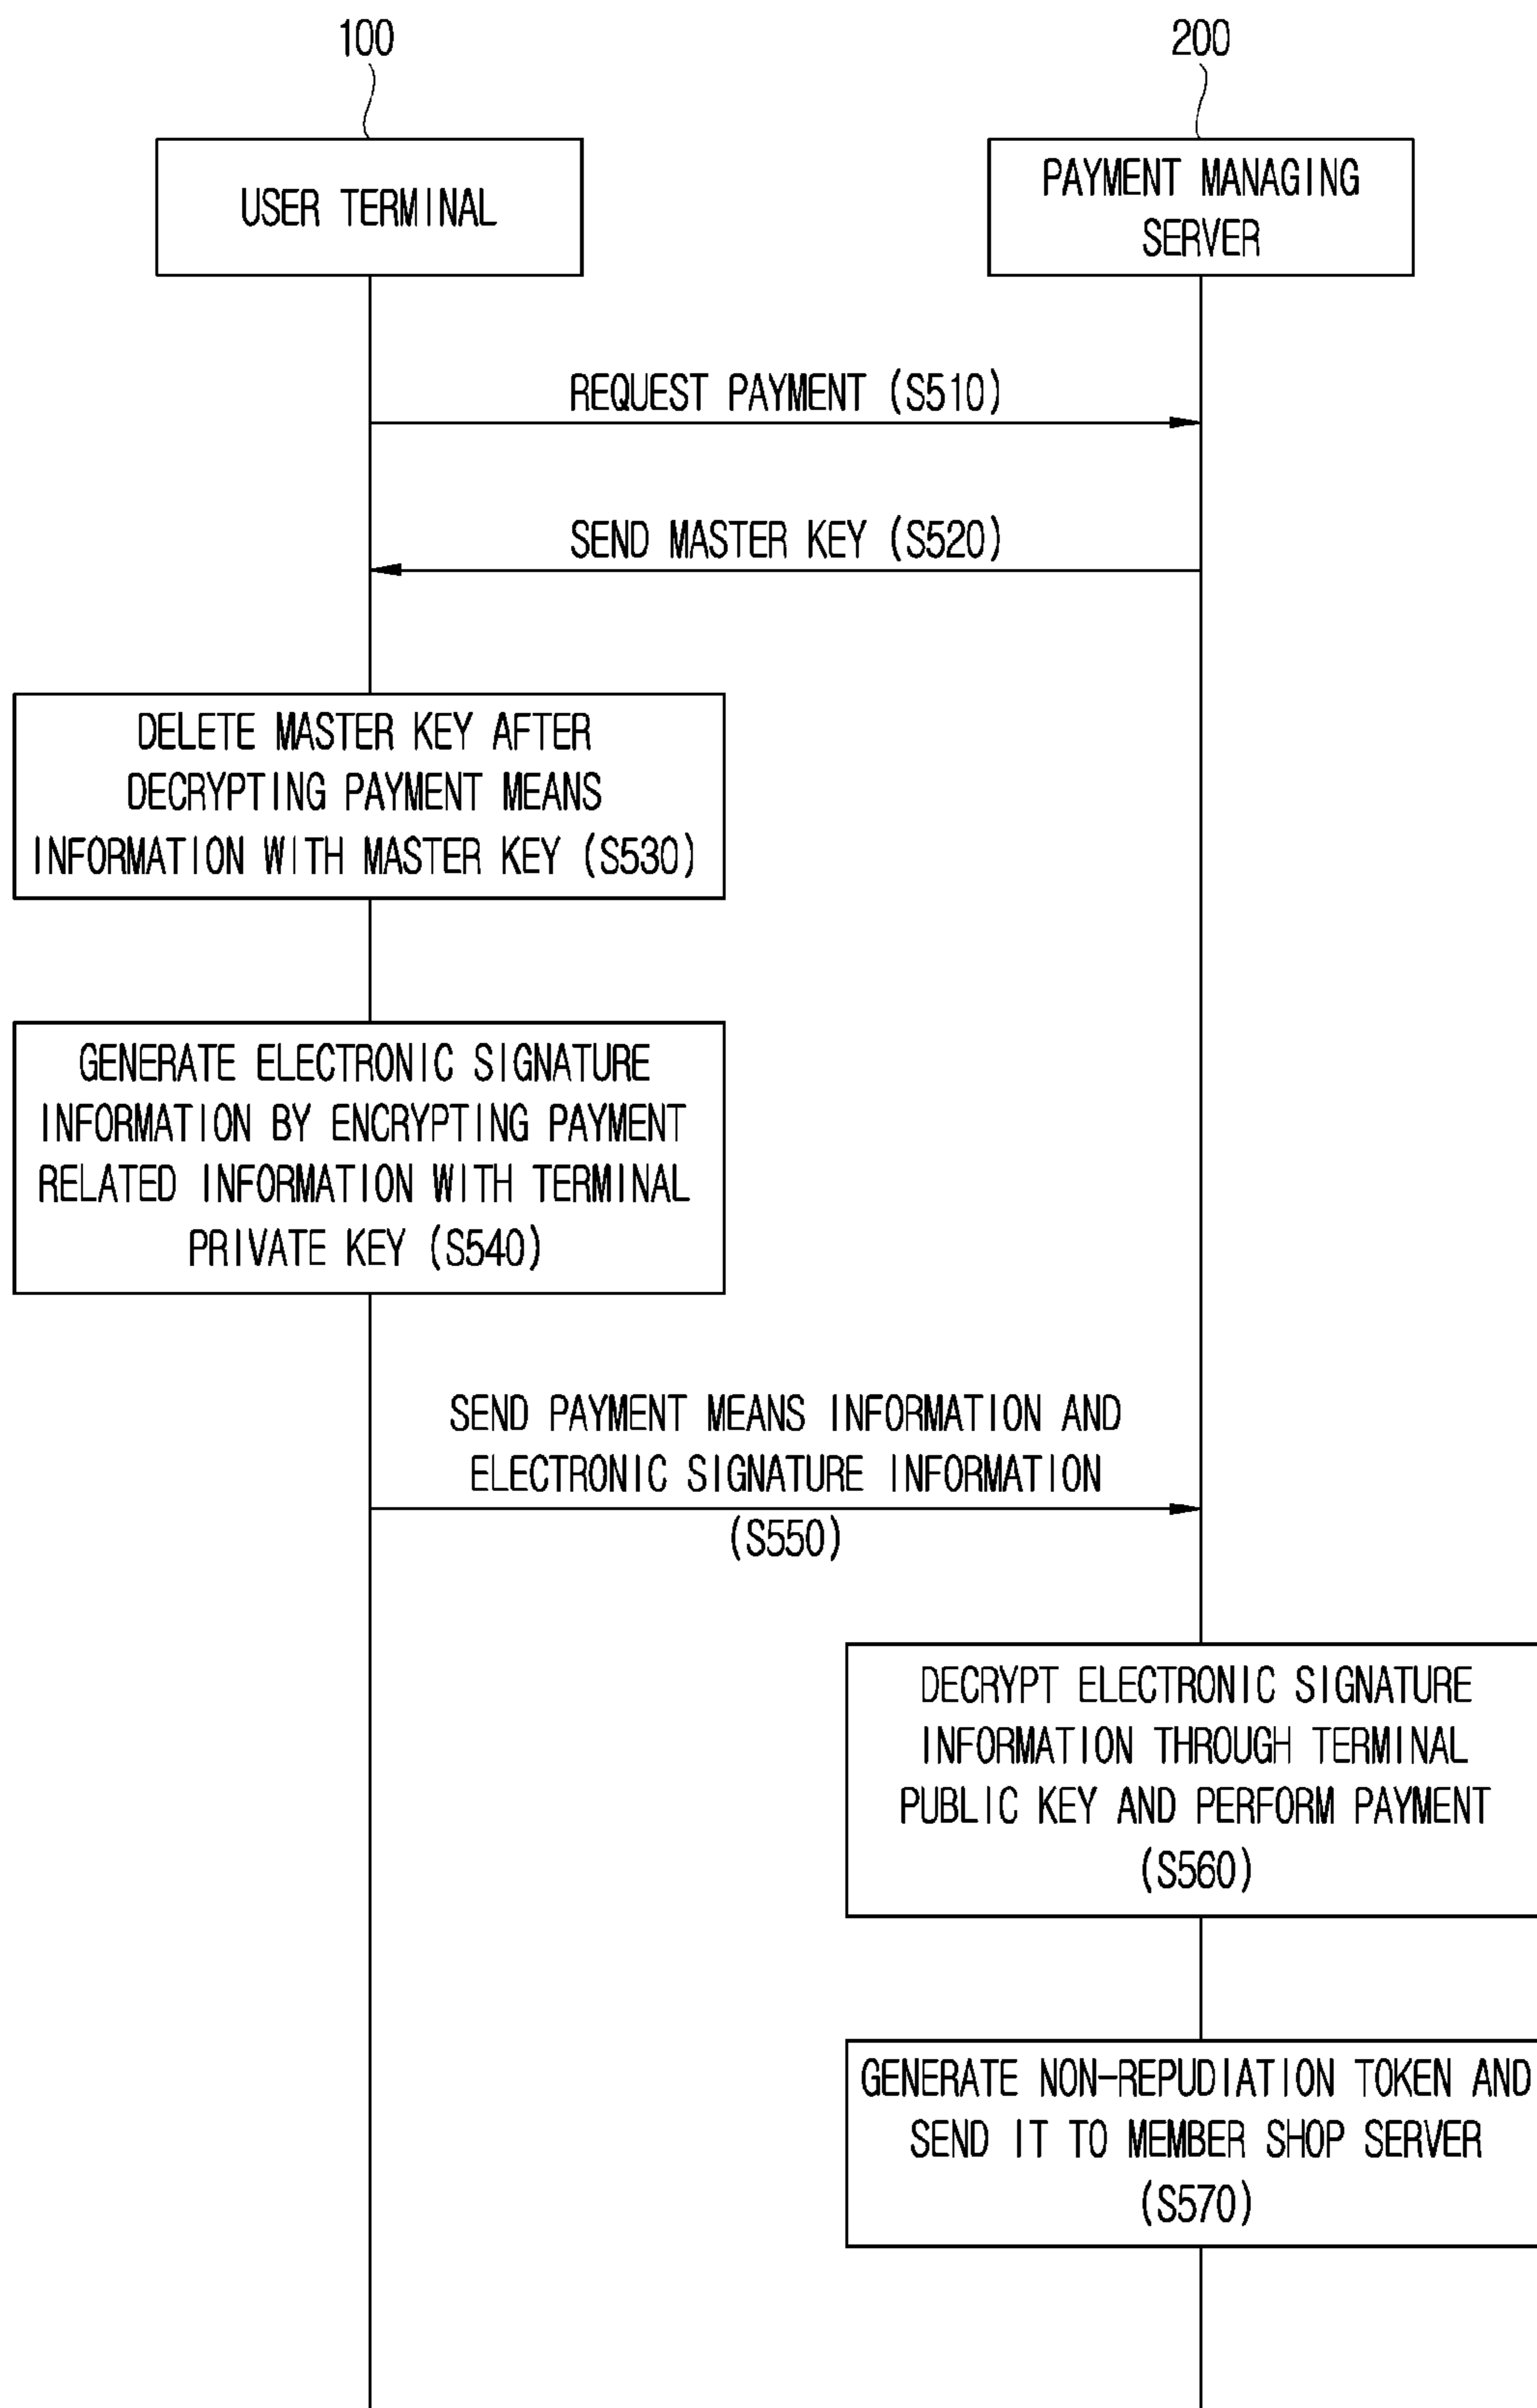 100
200
USER TERMINAL
PAYMENT MANAGING
SERVER
REQUEST PAYMENT (S510)
SEND MASTER KEY (S520)
DELETE MASTER KEY AFTER
DECRYPTING PAYMENT MEANS
INFORMATION WITH MASTER KEY (S530)
GENERATE ELECTRONIC SIGNATURE
INFORMATION BY ENCRYPTING PAYMENT
RELATED INFORMATION WITH TERMINAL
PRIVATE KEY (S540)
SEND PAYMENT MEANS INFORMATION AND
ELECTRONIC SIGNATURE INFORMATION
(S550)
DECRYPT ELECTRONIC SIGNATURE
INFORMATION THROUGH TERMINAL
PUBLIC KEY AND PERFORM PAYMENT
(S560)
GENERATE NON-REPUDIATION TOKEN AND
SEND IT TO MEMBER SHOP SERVER
(S570)